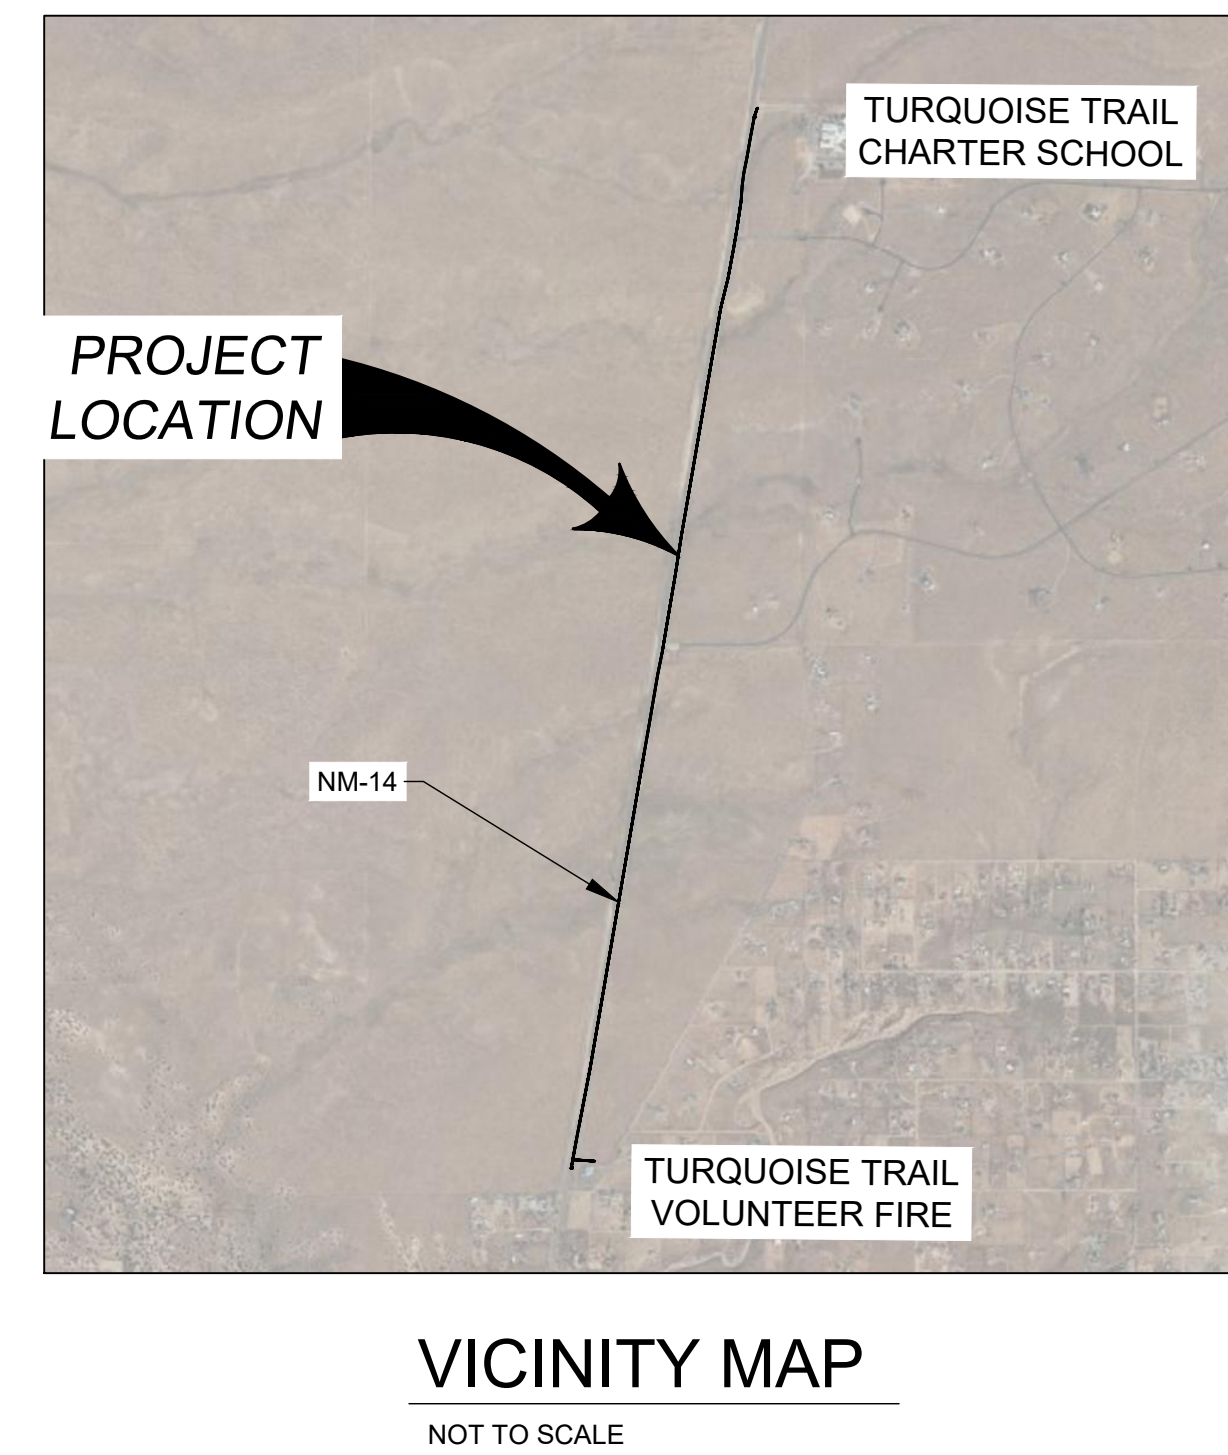 TURQUOISE TRAIL
CHARTER SCHOOL
PROJECT
LOCATION
NM-14
TURQUOISE TRAIL
VOLUNTEER FIRE
VICINITY MAP
NOT TO SCALE